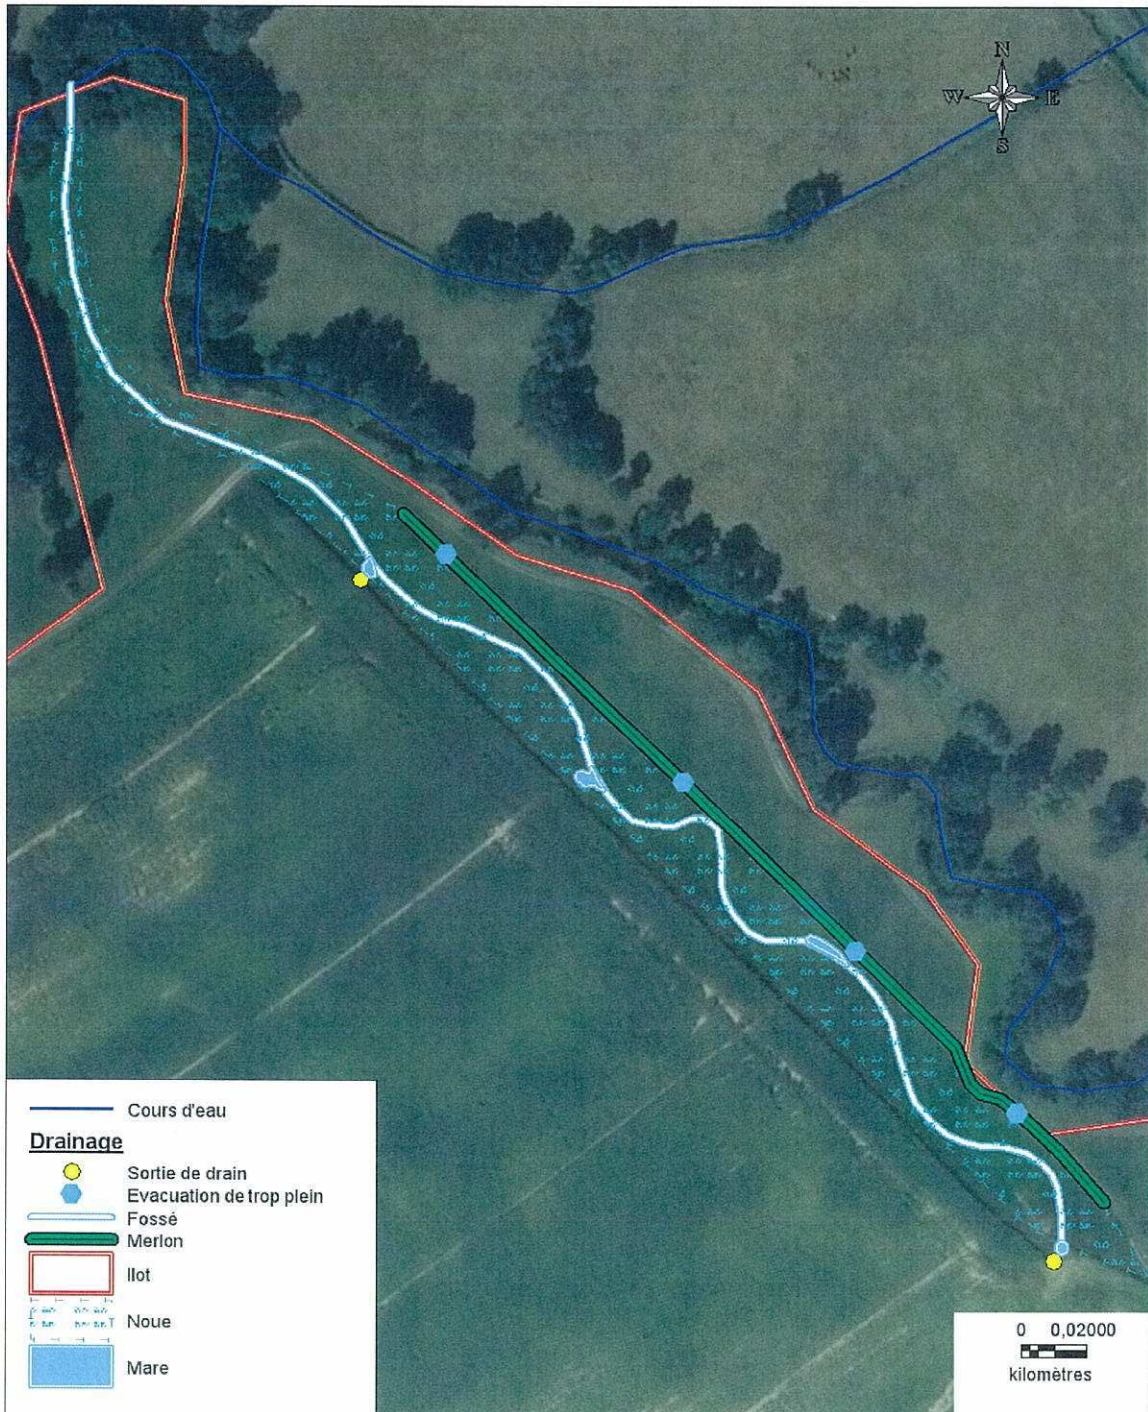 N
W E
S
Cours d'eau
Drainage
Sortie de drain
Evacuation de trop plein
Fossé
Merlon
Ilot
Noue
Mare
0 0,02000
kilomètres